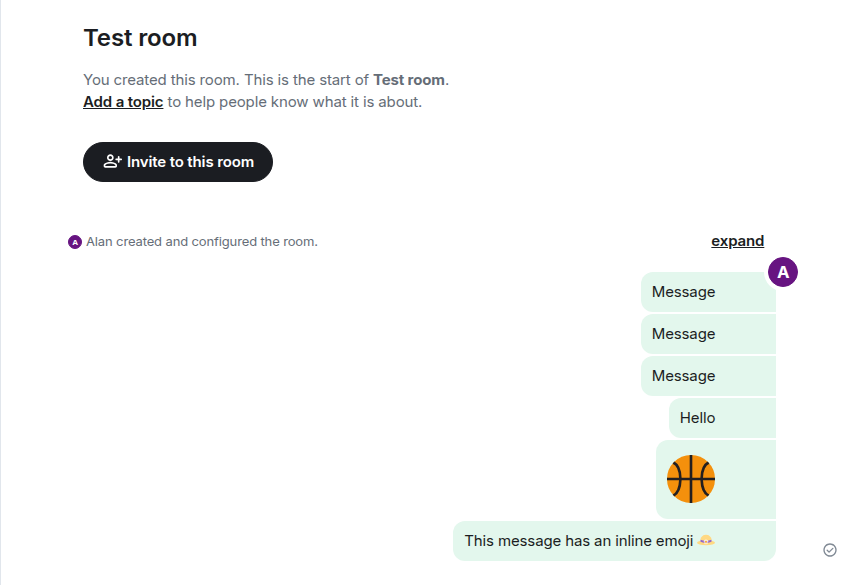 Test room
You created this room. This is the start of Test room.
Add a topic to help people know what it is about.
Invite to this room
A Alan created and configured the room.
expand
A
Message
Message
Message
Hello
This message has an inline emoji